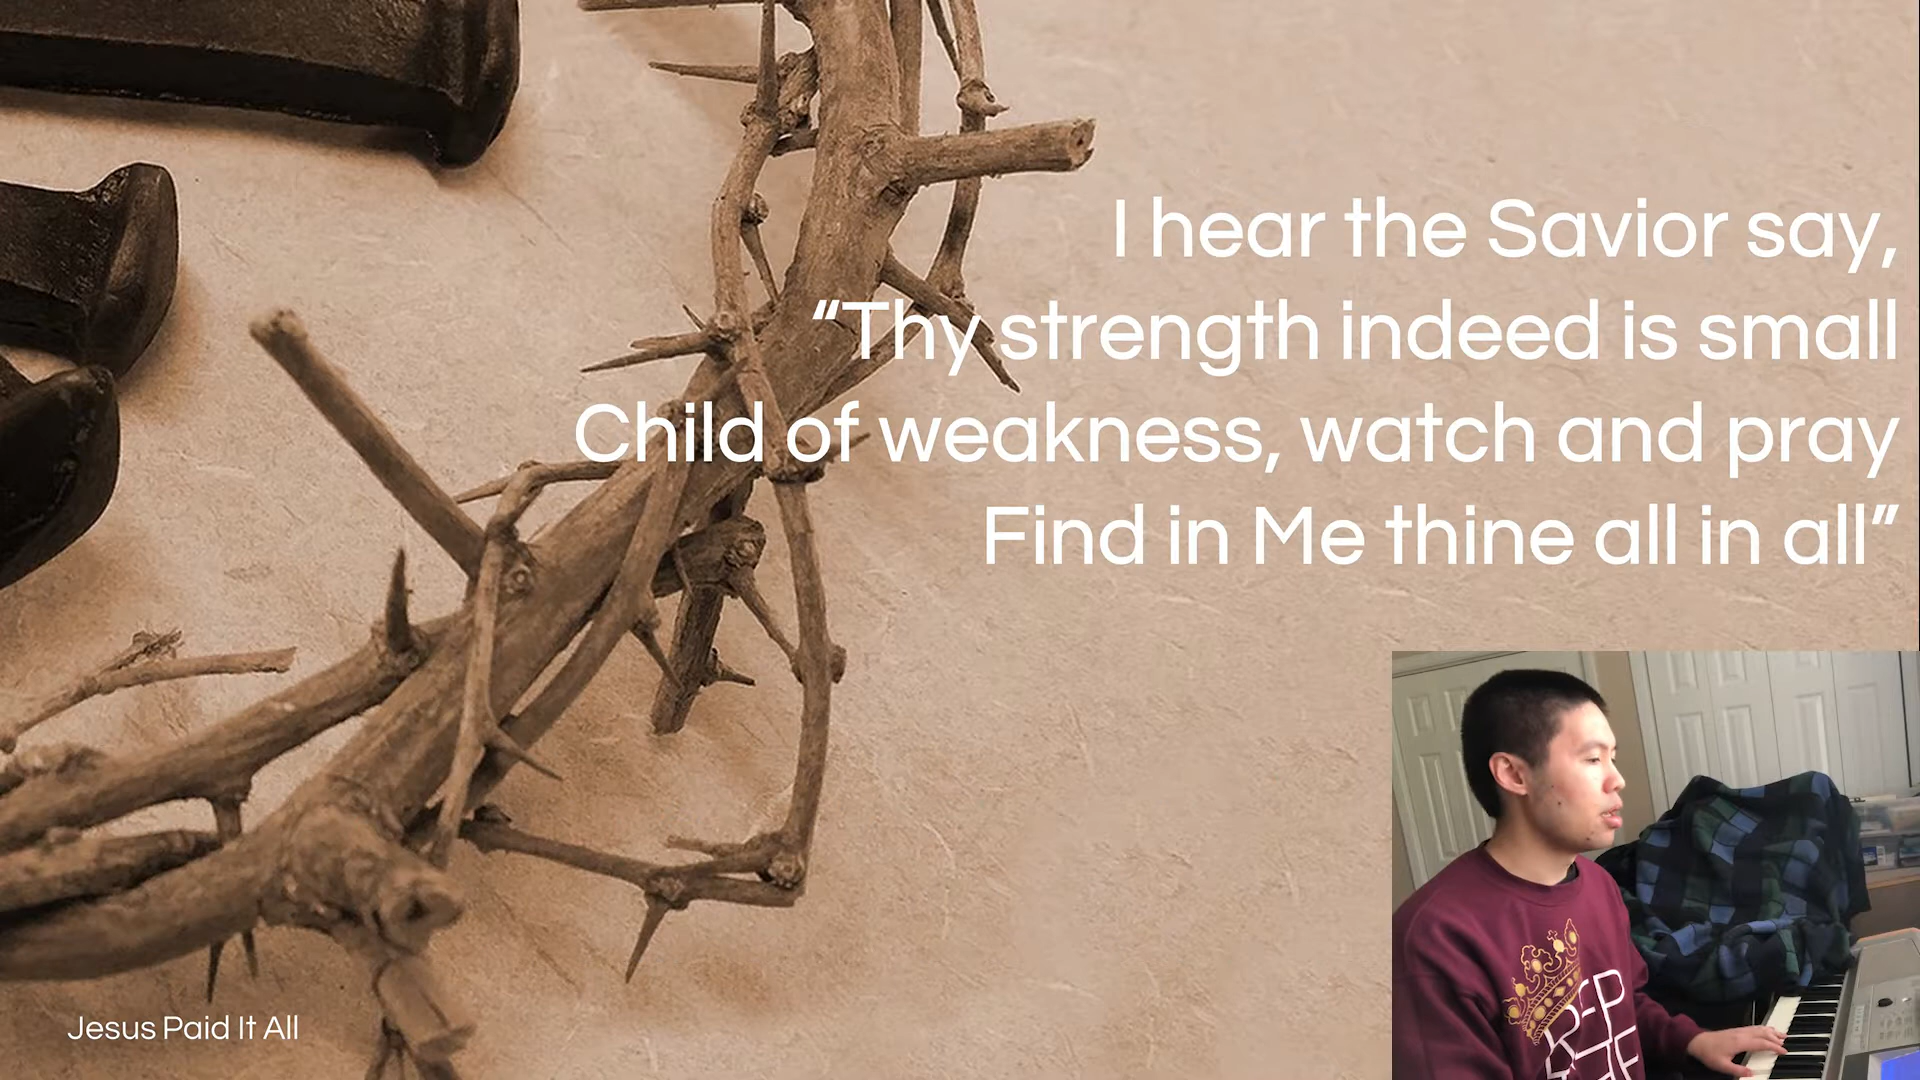 I hear the Savior say,
“Thy strength indeed is small
Child of weakness, watch and pray
Find in Me thine all in all”
Jesus Paid It All